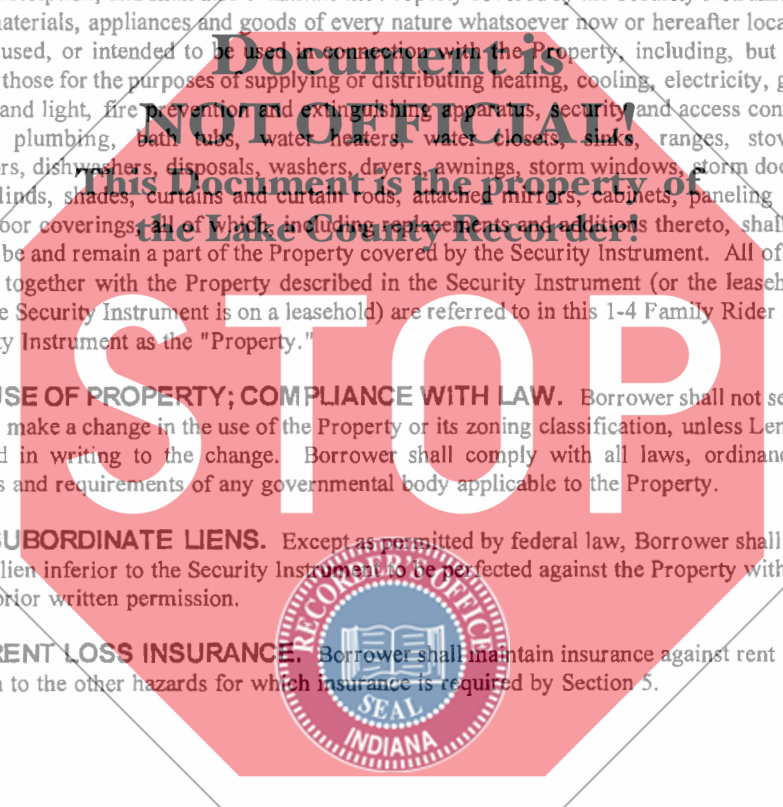 materials, appliances and goods of every nature whatsoever now or hereafter loca
used, or intended to be used in connection with the Property, including, but
those for the purposes of supplying or distributing heating, cooling, electricity, g
and light, fire prevention and extinguishing apparatus, security and access con
plumbing, bath tubs, water heaters, water closets, sinks, ranges, stov
rs, dishwashers, disposals, washers, dryers, awnings, storm windows, storm doo
linds, shades, curtains and curtain rods, attached mirrors, cabinets, paneling
oor coverings, all of which, including replacements and additions thereto, shal
be and remain a part of the Property covered by the Security Instrument. All of
together with the Property described in the Security Instrument (or the leaseh
e Security Instrument is on a leasehold) are referred to in this 1-4 Family Rider
y Instrument as the "Property."
Document is
NOT OFFICIAL!
This Document is the property of
the Lake County Recorder!
STOP
SE OF PROPERTY; COMPLIANCE WITH LAW. Borrower shall not se
make a change in the use of the Property or its zoning classification, unless Len
d in writing to the change. Borrower shall comply with all laws, ordinanc
s and requirements of any governmental body applicable to the Property.
UBORDINATE LIENS. Except as permitted by federal law, Borrower shall
lien inferior to the Security Instrument to be perfected against the Property with
rior written permission.
RENT LOSS INSURANCE. Borrower shall maintain insurance against rent
n to the other hazards for which insurance is required by Section 5.
RECORDER'S OFFICE
SEAL
INDIANA